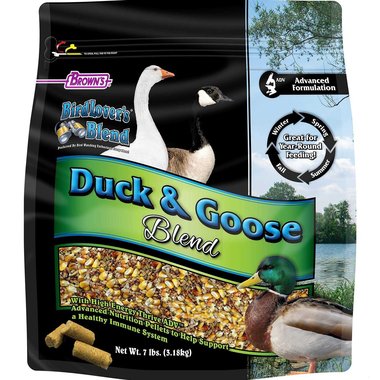 BROWN'S
BirdLover's
Blend
ADV
Advanced
Formulation
Winter
Spring
Great for
Year-Round
feeding!
Fall
Summer
Duck & Goose
Blend
With High Energy Thrive ADV™
Advanced Nutrition Pellets to Help Support
a Healthy Immune System
Net Wt. 7 lbs. (3.18kg)